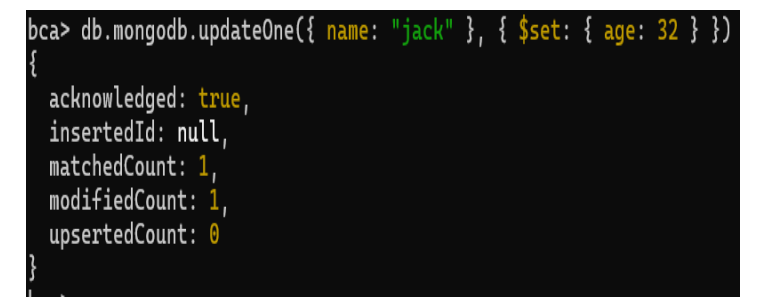 bca> db.mongodb.updateOne({ name: "jack" }, { $set: { age: 32 } })
{
  acknowledged: true,
  insertedId: null,
  matchedCount: 1,
  modifiedCount: 1,
  upsertedCount: 0
}